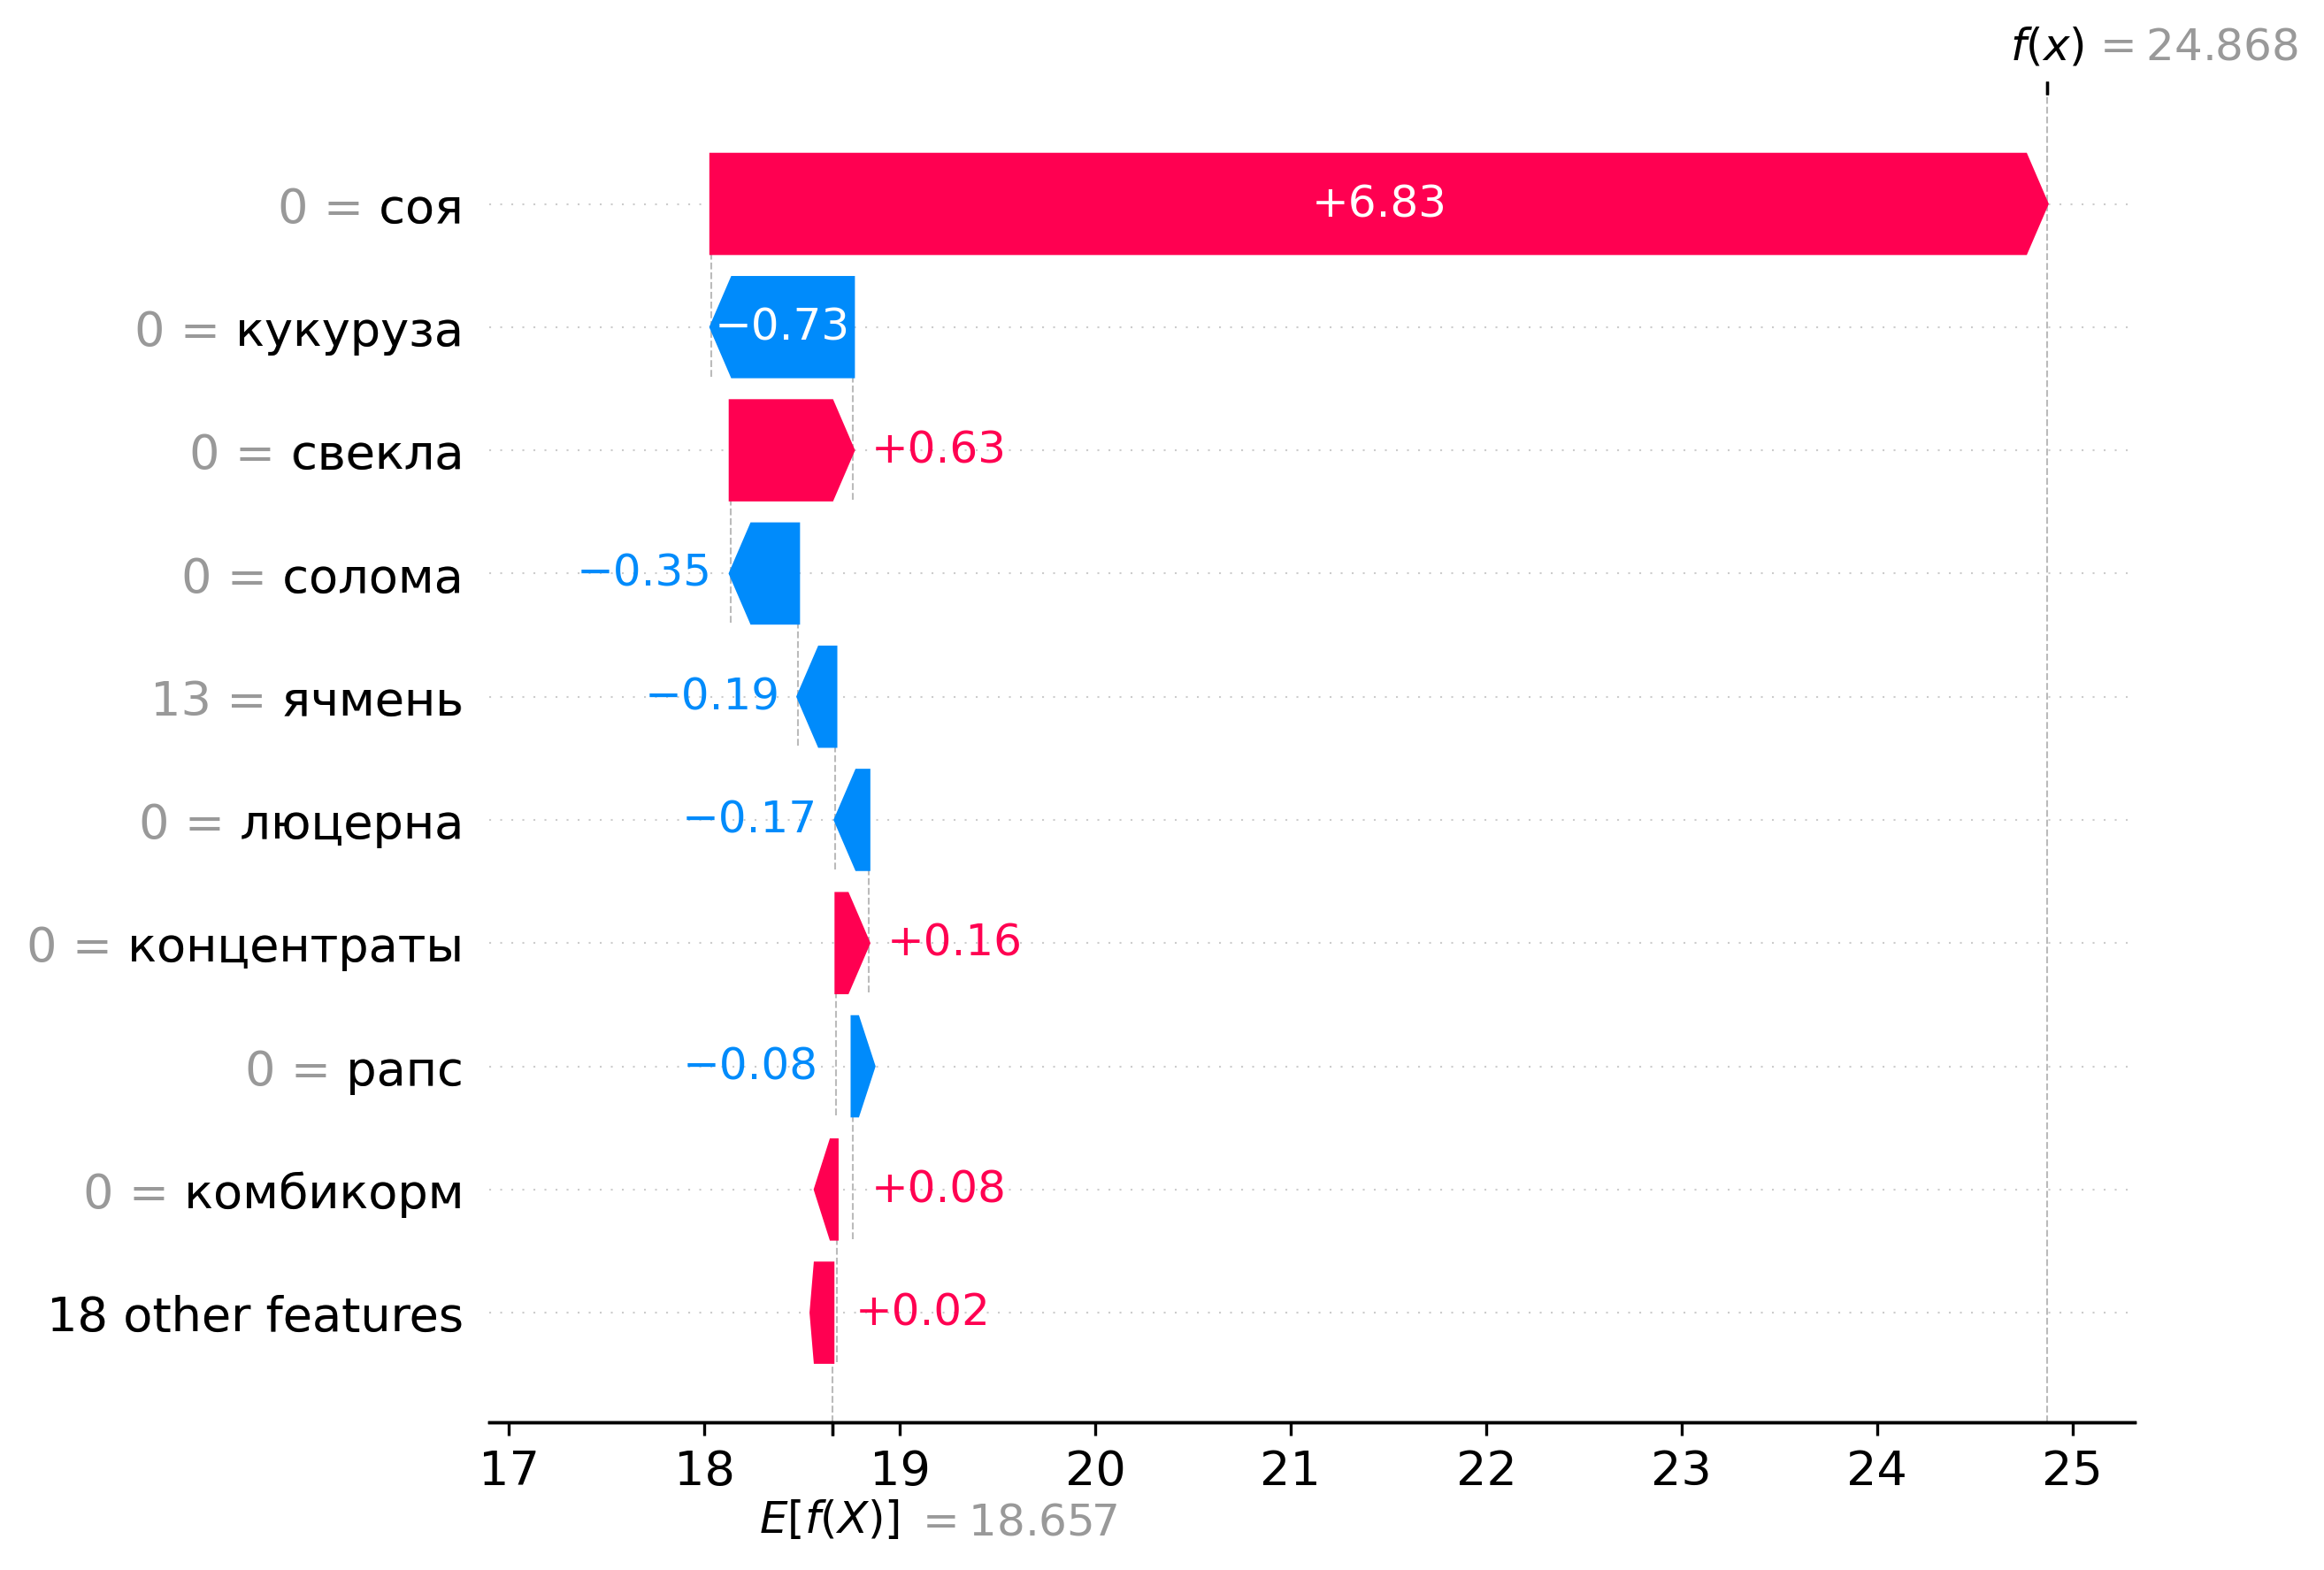 f(x) = 24.868
0 = соя +6.83
0 = кукуруза −0.73
0 = свекла +0.63
0 = солома −0.35
13 = ячмень −0.19
0 = люцерна −0.17
0 = концентраты +0.16
0 = рапс −0.08
0 = комбикорм +0.08
18 other features +0.02
17 18 19 20 21 22 23 24 25
E[f(X)] = 18.657